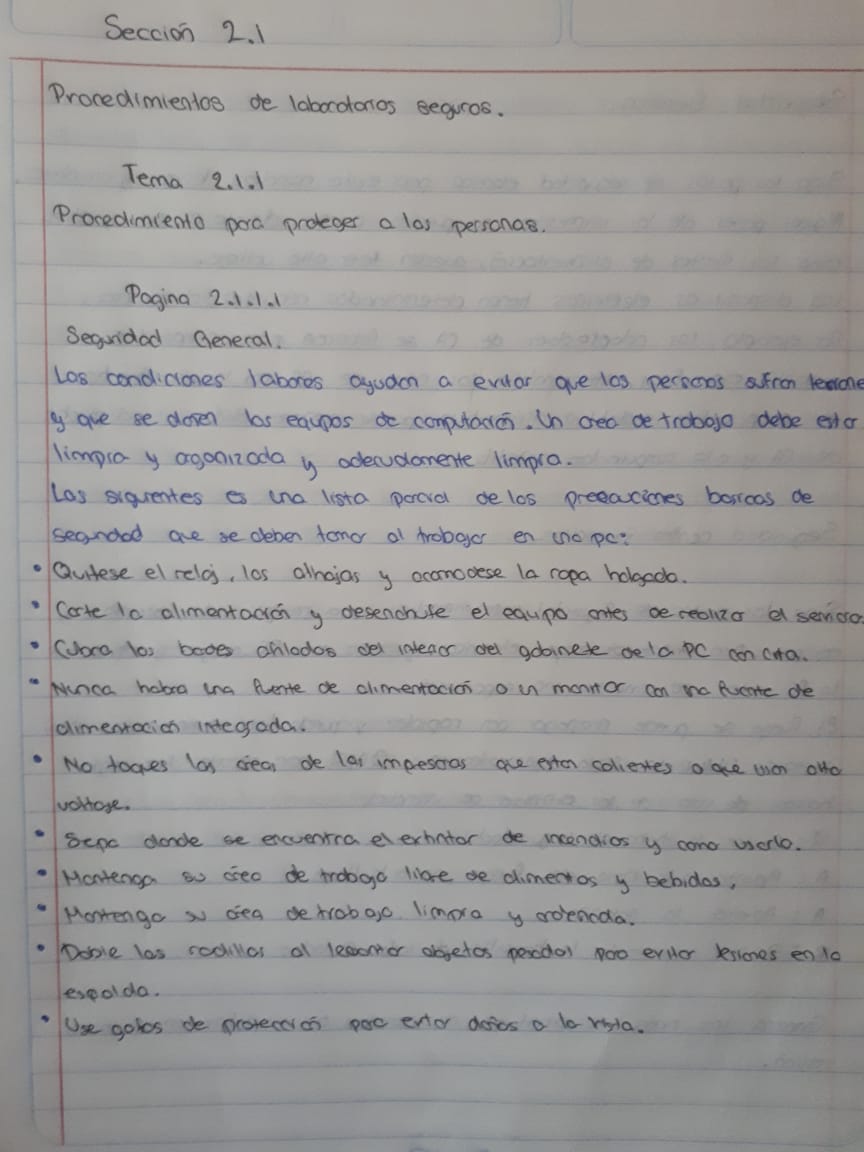 Sección 2.1
Procedimientos de laboratorios seguros.
Tema 2.1.1
Procedimiento para proteger a las personas.
Pagina 2.1.1.1
Seguridad General.
Las condiciones labores ayudan a evitar que las personas sufran lesione
y que se dañen los equipos de computación. Un área de trabajo debe estar
limpia y organizada y adecuadamente limpia.
Las siguientes es una lista parcial de las precauciones basicas de
seguridad que se deben tomar al trabajar en una pc:
• Quitese el reloj, las alhajas y acomodese la ropa holgada.
• Corte la alimentación y desenchufe el equipo antes de realizar el servicio.
• Cubra los bodes afilados del interior del gabinete de la PC con cita.
• Nunca habra una fuente de alimentación o un monitor con una fuente de
alimentación integrada.
• No toques las áreas de las impesoras que estan calientes o que usan alto
voltaje.
• Sepa donde se encuentra el extintor de incendios y como usarlo.
• Mantenga su área de trabajo libre de alimentos y bebidas.
• Mantenga su área de trabajo limpia y ordenada.
• Doble las rodillas al levantar objetos pesados para evitar lesiones en la
espalda.
• Use gafas de protección para evitar daños a la vista.